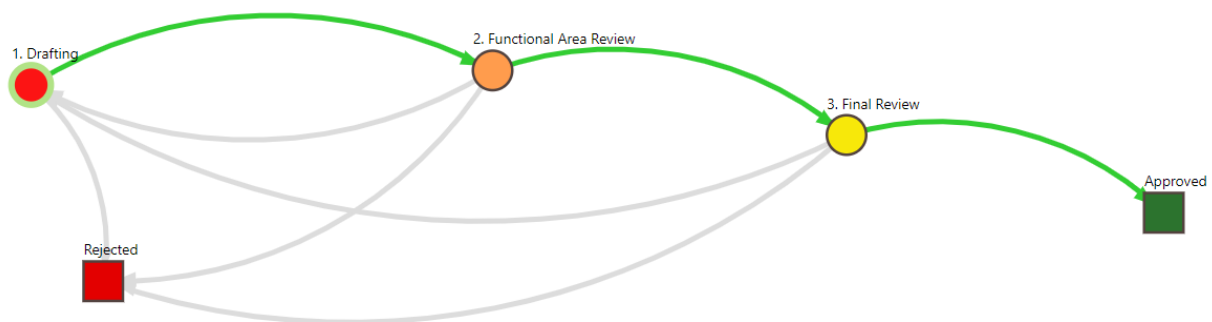 1. Drafting
2. Functional Area Review
3. Final Review
Approved
Rejected